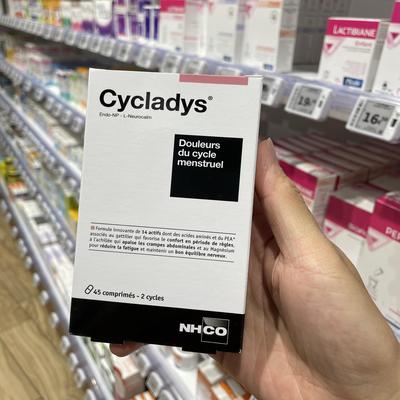 Cycladys®
Endo-NP - L-Neurocalm
Douleurs
du cycle
menstruel
Formule innovante de 14 actifs dont des acides aminés et du PEA*
associés au gattilier qui favorise le confort en période de règles,
à l'achillée qui apaise les crampes abdominales et au Magnésium
pour réduire la fatigue et maintenir un bon équilibre nerveux.
45 comprimés - 2 cycles
NHCO
LACTIBIANE
Enfant